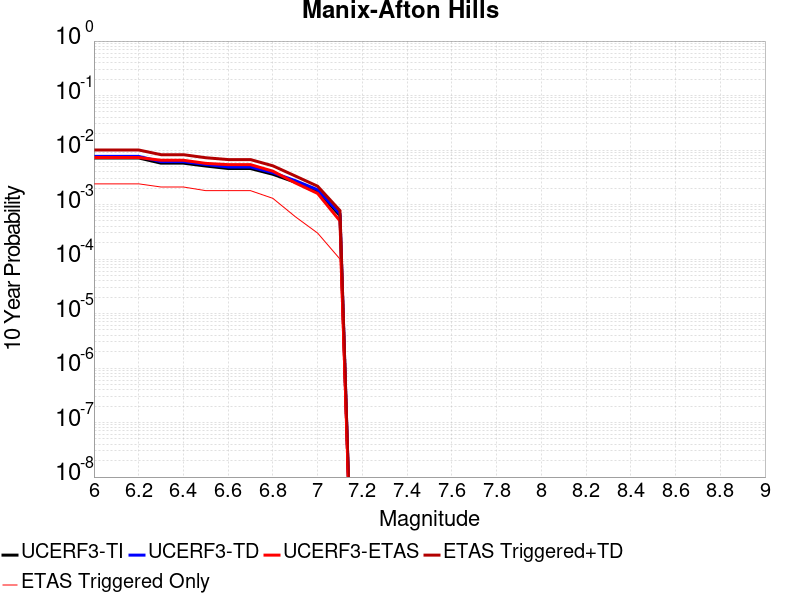 Manix-Afton Hills
10 Year Probability
10^0
10^-1
10^-2
10^-3
10^-4
10^-5
10^-6
10^-7
10^-8
6 6.2 6.4 6.6 6.8 7 7.2 7.4 7.6 7.8 8 8.2 8.4 8.6 8.8 9
Magnitude
UCERF3-TI UCERF3-TD UCERF3-ETAS ETAS Triggered+TD
ETAS Triggered Only